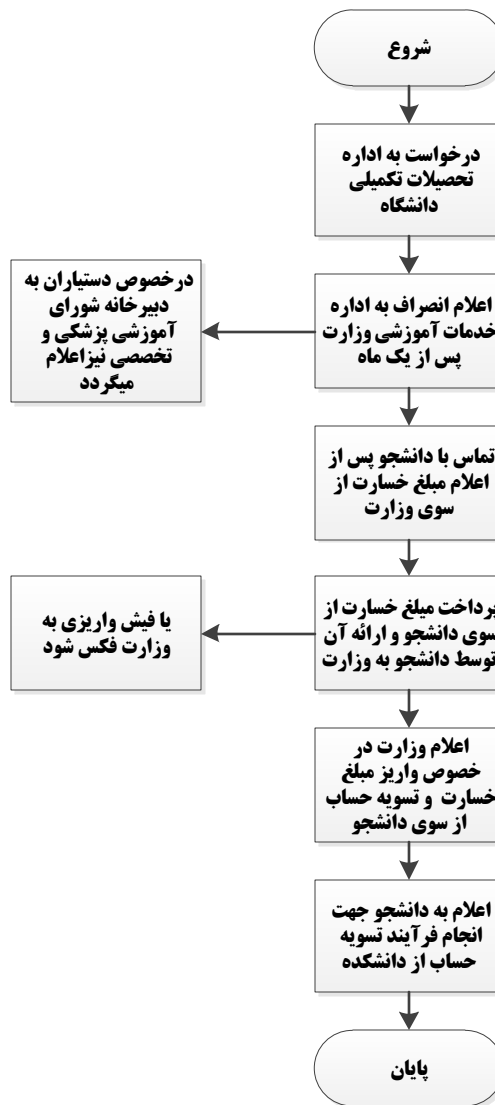 شروع
درخواست به اداره
تحصیلات تکمیلی
دانشگاه
اعلام انصراف به اداره
خدمات آموزشی وزارت
پس از یک ماه
درخصوص دستیاران به
دبیرخانه شورای
آموزشی پزشکی و
تخصصی نیزاعلام
میگردد
تماس با دانشجو پس از
اعلام مبلغ خسارت از
سوی وزارت
پرداخت مبلغ خسارت از
سوی دانشجو و ارائه آن
توسط دانشجو به وزارت
یا فیش واریزی به
وزارت فکس شود
اعلام وزارت در
خصوص واریز مبلغ
خسارت و تسویه حساب
از سوی دانشجو
اعلام به دانشجو جهت
انجام فرآیند تسویه
حساب از دانشکده
پایان